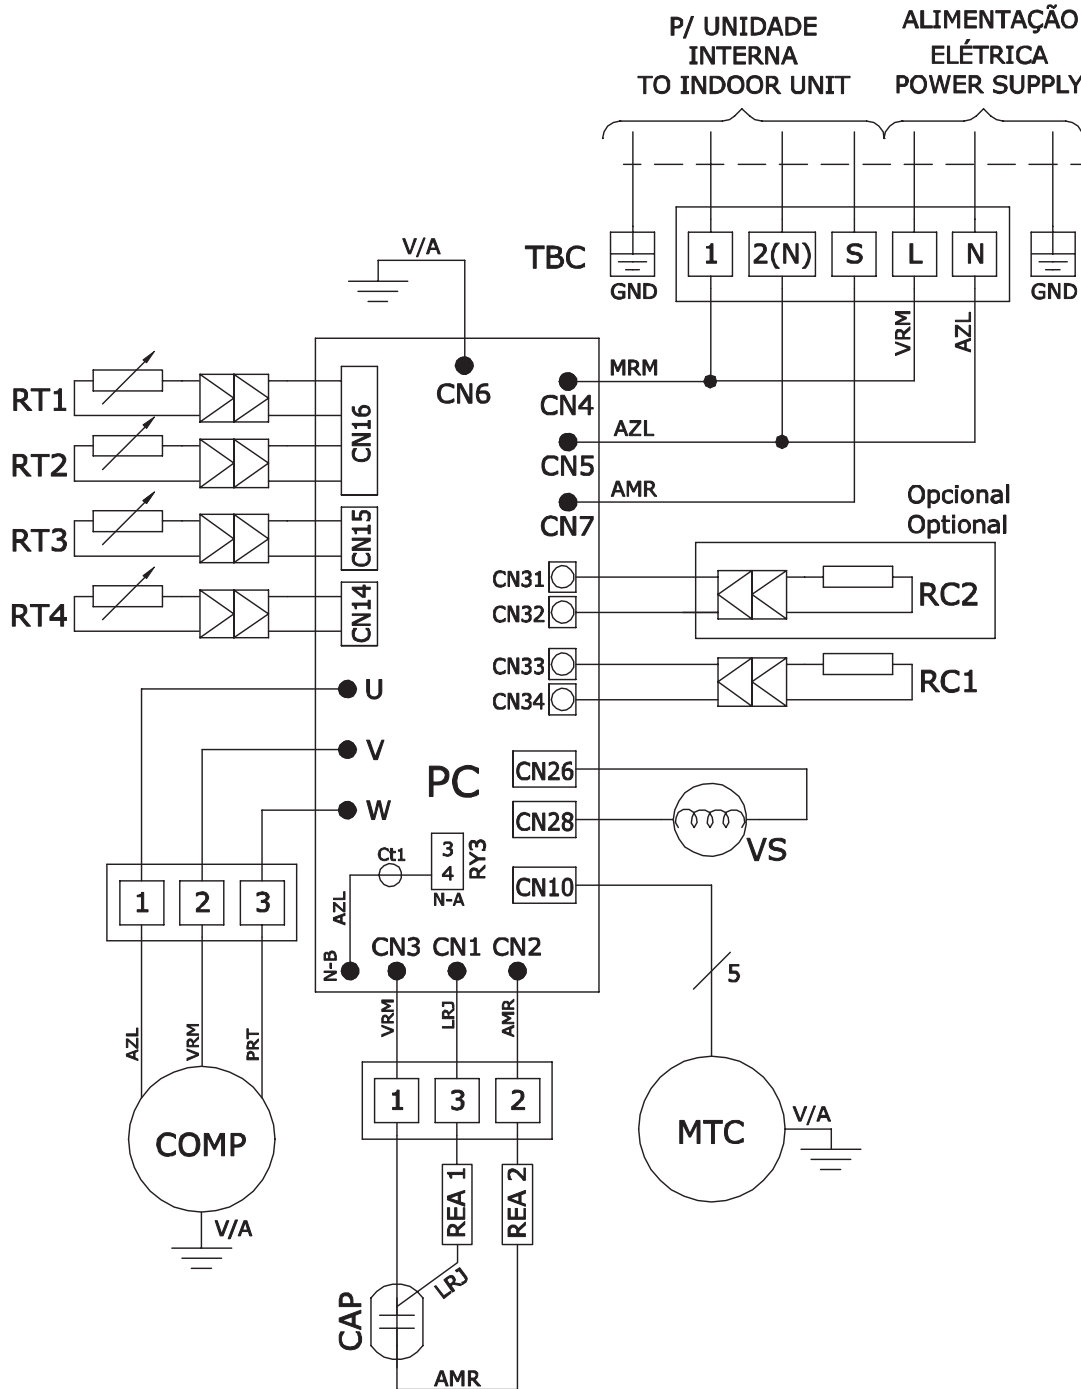 P/ UNIDADE
INTERNA
TO INDOOR UNIT
ALIMENTAÇÃO
ELÉTRICA
POWER SUPPLY
TBC
1
2(N)
S
L
N
GND
GND
V/A
VRM
AZL
CN6
MRM
CN4
AZL
CN5
AMR
CN7
RT1
RT2
RT3
RT4
CN16
CN15
CN14
Opcional
Optional
CN31
CN32
RC2
CN33
CN34
RC1
U
V
W
PC
CN26
CN28
VS
CN10
Ct1
3
4
RY3
N-A
AZL
N-B
CN3
CN1
CN2
1
2
3
5
VRM
LRJ
AMR
AZL
VRM
PRT
1
3
2
COMP
V/A
MTC
V/A
REA 1
REA 2
LRJ
CAP
AMR